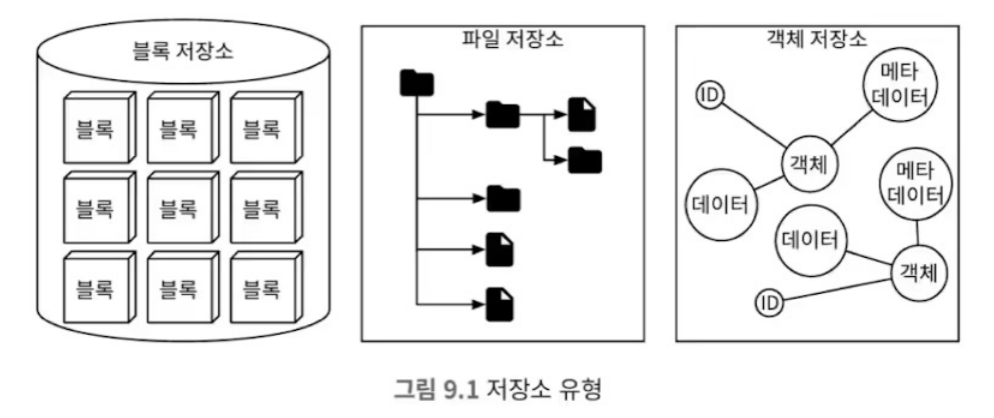 블록 저장소
블록 블록 블록
블록 블록 블록
블록 블록 블록
파일 저장소
객체 저장소
ID
메타
데이터
객체
데이터
메타
데이터
데이터
객체
ID
그림 9.1 저장소 유형